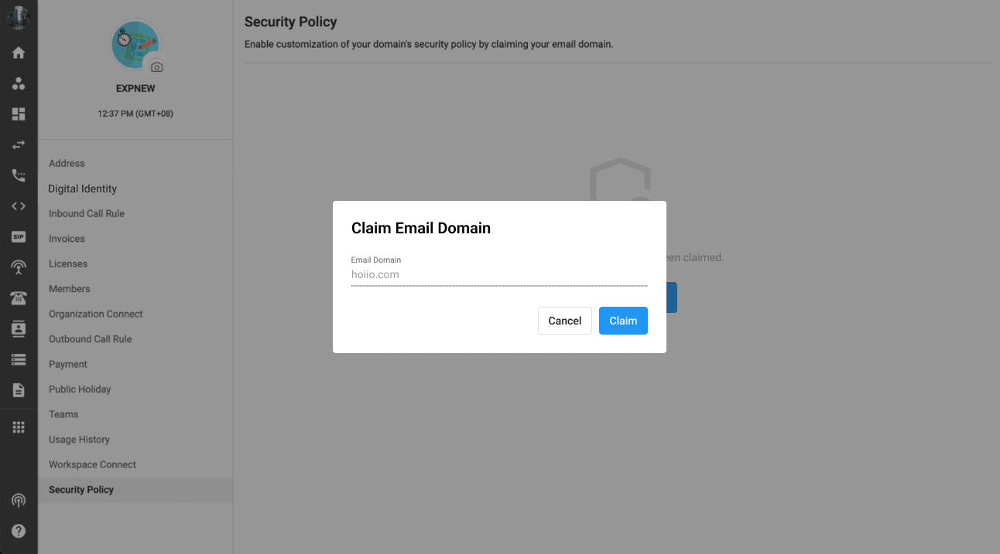 Security Policy
Enable customization of your domain's security policy by claiming your email domain.
EXPNEW
12:37 PM (GMT+08)
Address
Digital Identity
Inbound Call Rule
Invoices
Licenses
Members
Organization Connect
Outbound Call Rule
Payment
Public Holiday
Teams
Usage History
Workspace Connect
Security Policy
SIP
Claim Email Domain
Email Domain
hoiio.com
Cancel
Claim
claimed.